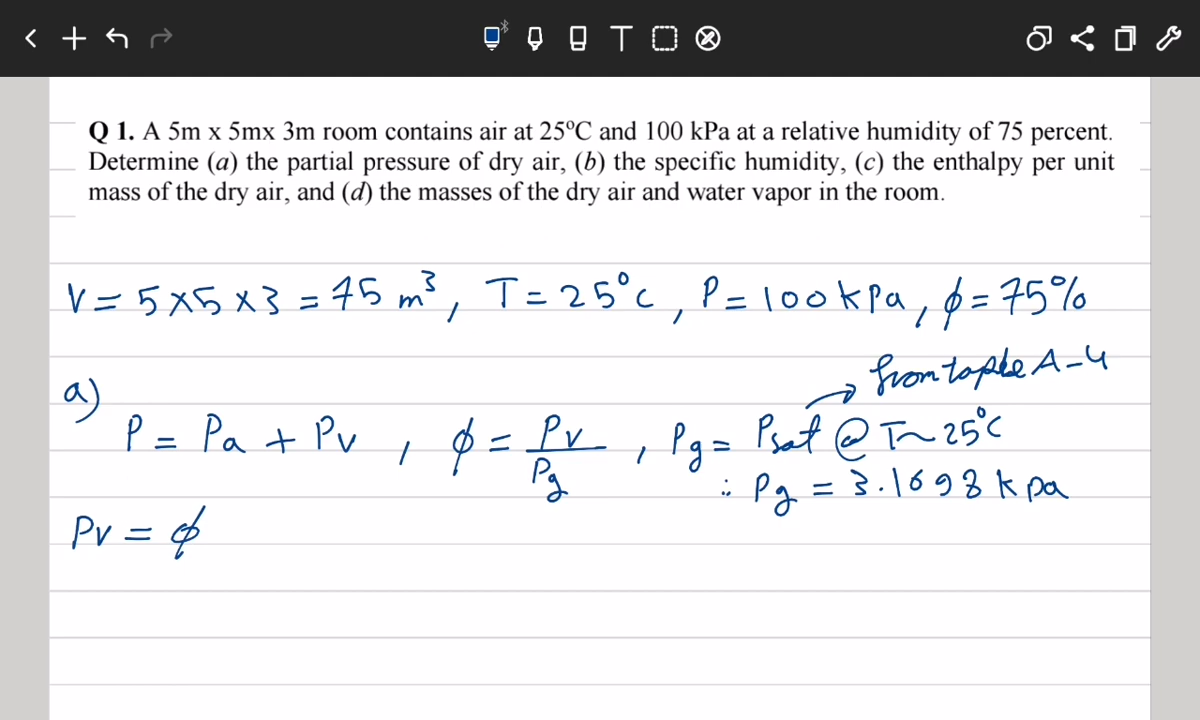 Q 1. A 5m x 5mx 3m room contains air at 25°C and 100 kPa at a relative humidity of 75 percent.
Determine (a) the partial pressure of dry air, (b) the specific humidity, (c) the enthalpy per unit
mass of the dry air, and (d) the masses of the dry air and water vapor in the room.
V = 5 x 5 x 3 = 75 m³, T = 25°C, P = 100 kPa, ϕ = 75%
from table A-4
a)
P = Pa + Pv, ϕ = Pv/Pg, Pg = Psat @ T~25°C
∴ Pg = 3.1698 kPa
Pv = ϕ